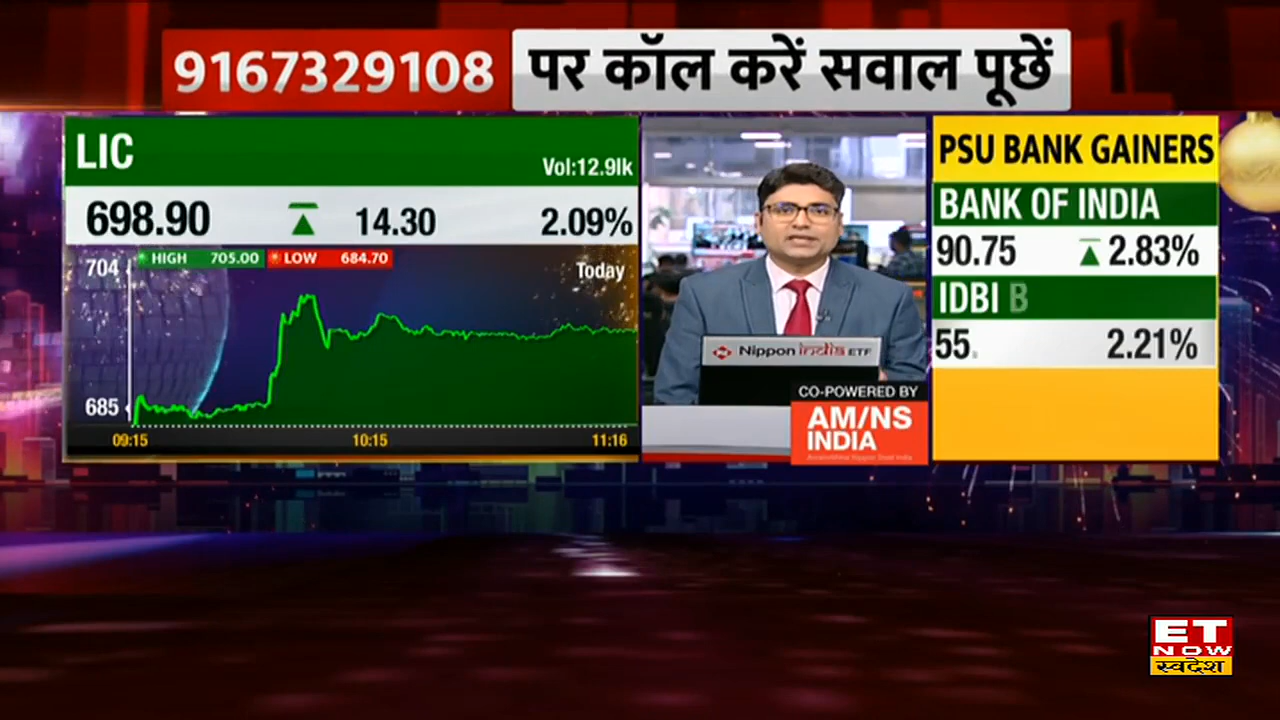 9167329108 पर कॉल करें सवाल पूछें
LIC
Vol:12.9lk
698.90 14.30 2.09%
HIGH 705.00 LOW 684.70
Today
704
685
09:15 10:15 11:16
Nippon india ETF
CO-POWERED BY
AM/NS
INDIA
PSU BANK GAINERS
BANK OF INDIA
90.75 2.83%
IDBI B
55. 2.21%
ET
NOW
स्वदेश